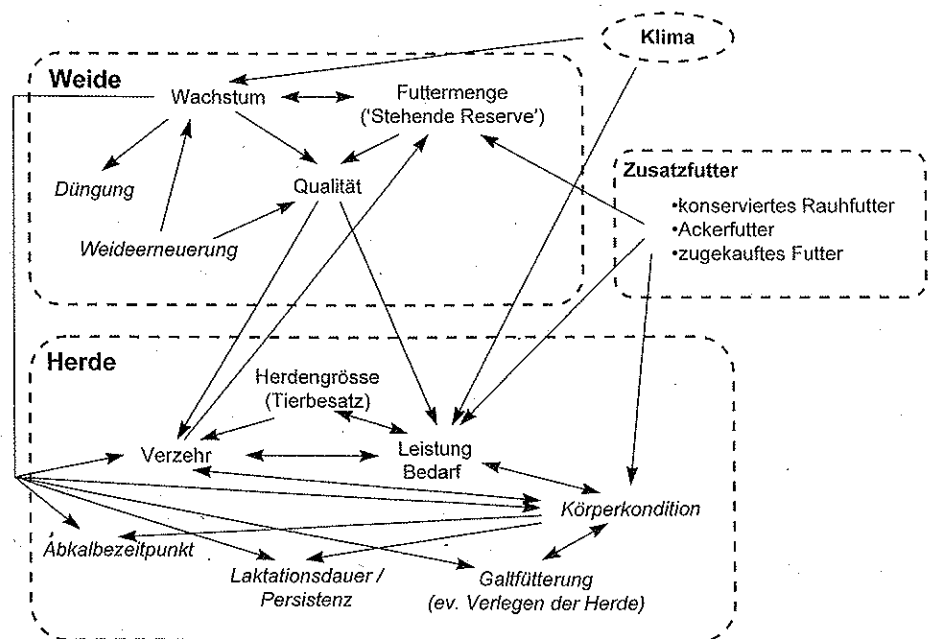 Klima
Weide
Wachstum
Futtermenge
('Stehende Reserve')
Düngung
Qualität
Weideerneuerung
Zusatzfutter
•konserviertes Rauhfutter
•Ackerfutter
•zugekauftes Futter
Herde
Herdengrösse
(Tierbesatz)
Verzehr
Leistung
Bedarf
Körperkondition
Abkalbezeitpunkt
Laktationsdauer /
Persistenz
Galtfütterung
(ev. Verlegen der Herde)